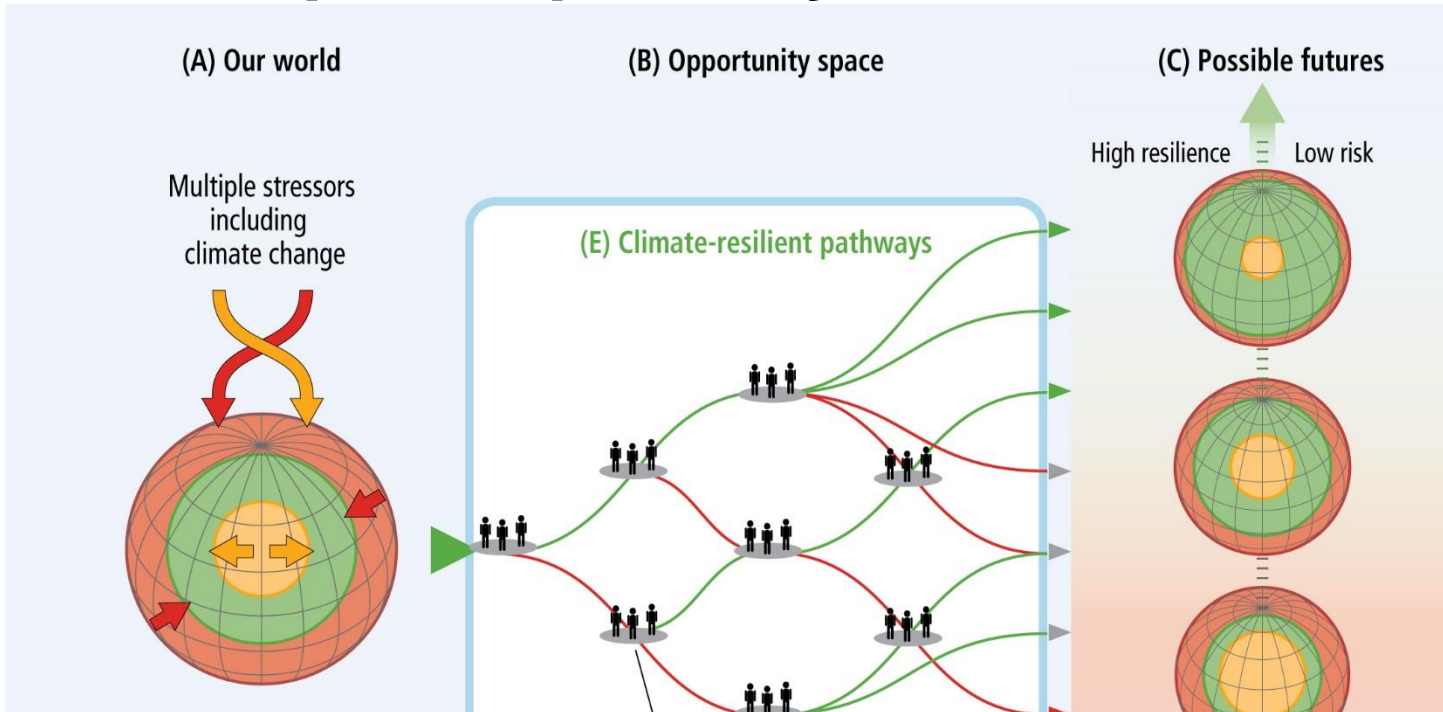 (A) Our world
(B) Opportunity space
(C) Possible futures
Multiple stressors
including
climate change
(E) Climate-resilient pathways
High resilience
Low risk